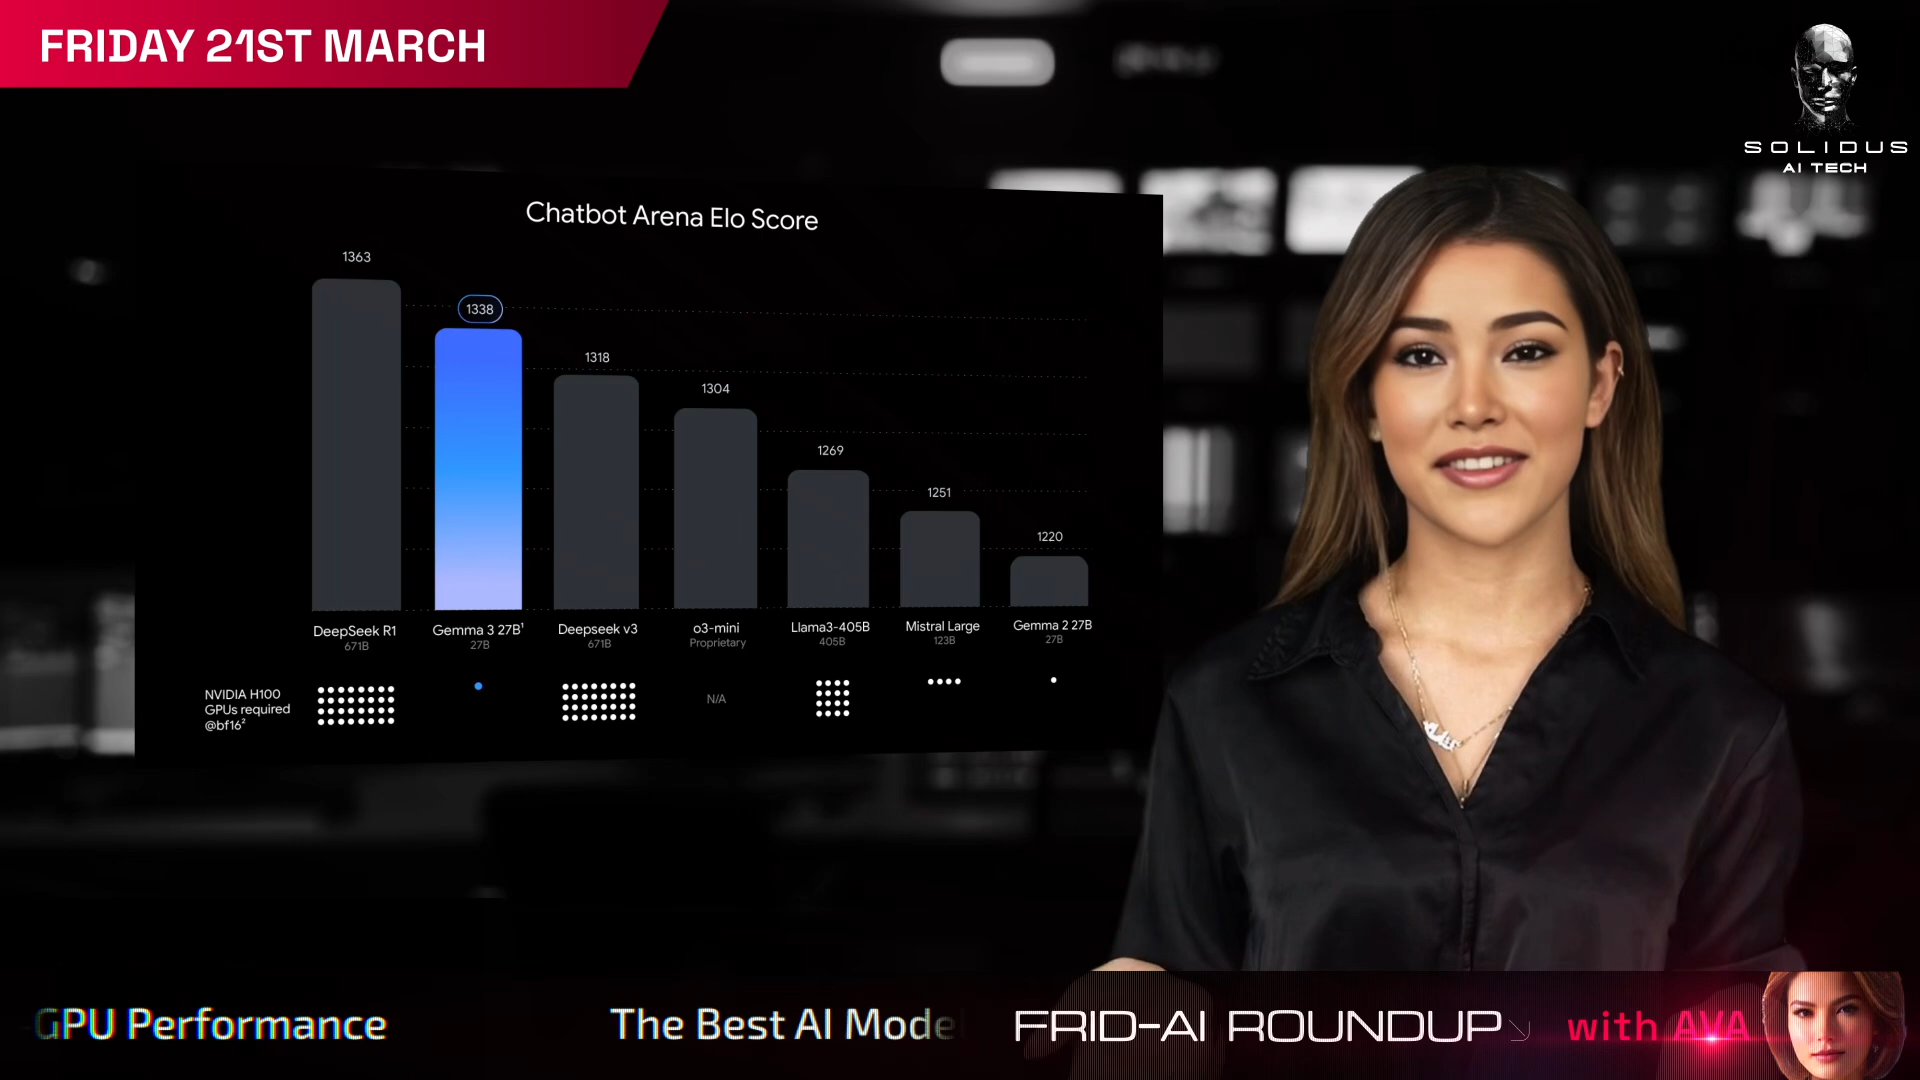 FRIDAY 21ST MARCH
SOLIDUS
AI TECH
Chatbot Arena Elo Score
1363
1338
1318
1304
1269
1251
1220
DeepSeek R1
671B
Gemma 3 27B¹
27B
Deepseek v3
671B
o3-mini
Proprietary
Llama3-405B
405B
Mistral Large
123B
Gemma 2 27B
27B
NVIDIA H100
GPUs required
@bf16²
N/A
GPU Performance
The Best AI Mode
FRID-AI ROUNDUP
with AVA